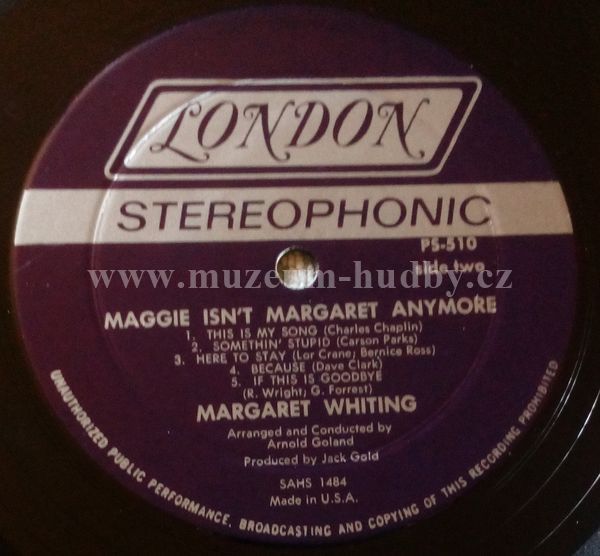 LONDON
STEREOPHONIC
PS-510
side two
www.muzeum-hudby.cz
MAGGIE ISN'T MARGARET ANYMORE
1. THIS IS MY SONG (Charles Chaplin)
2. SOMETHIN' STUPID (Carson Parks)
3. HERE TO STAY (Lor Crane; Bernice Ross)
4. BECAUSE (Dave Clark)
5. IF THIS IS GOODBYE
(R. Wright; G. Forrest)
MARGARET WHITING
Arranged and Conducted by
Arnold Goland
Produced by Jack Gold
SAHS 1484
Made in U.S.A.
UNAUTHORIZED PUBLIC PERFORMANCE, BROADCASTING AND COPYING OF THIS RECORDING PROHIBITED